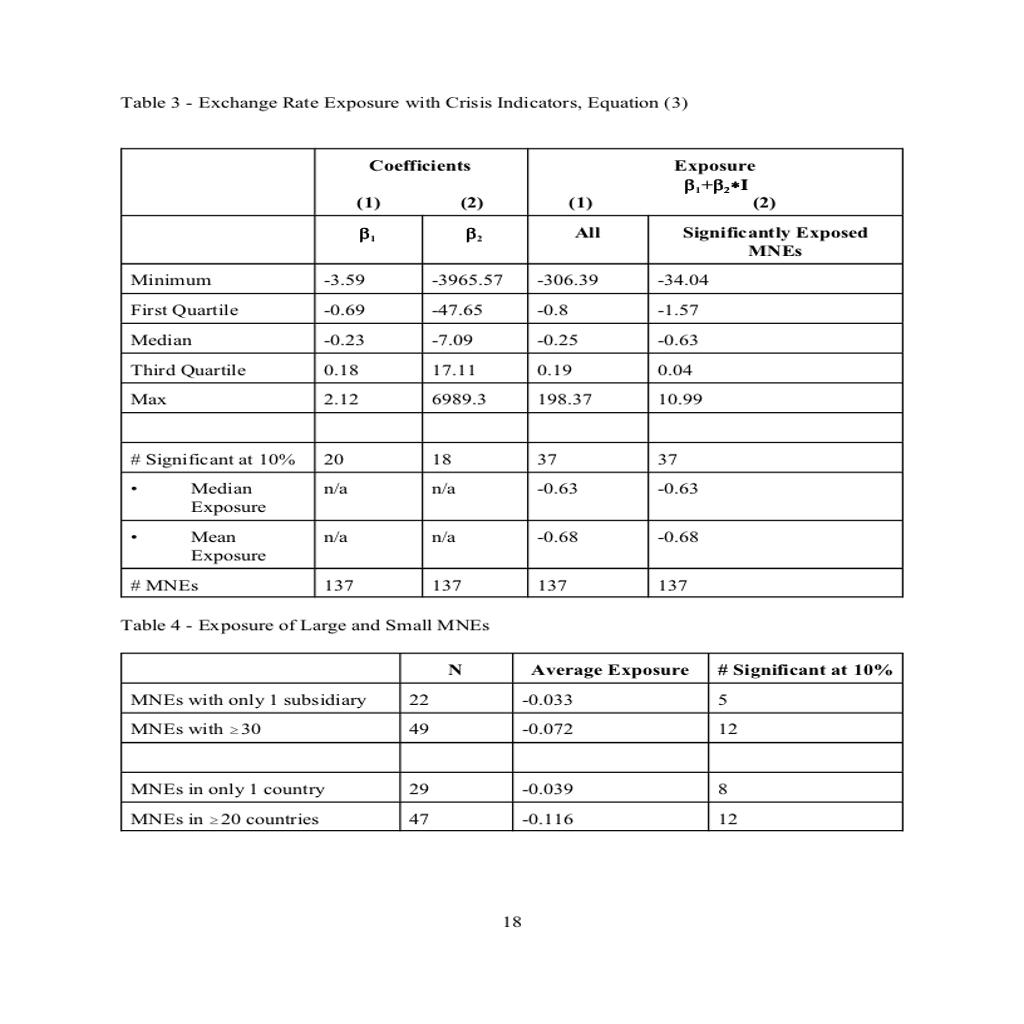 Table 3 - Exchange Rate Exposure with Crisis Indicators, Equation (3)
Coefficients Exposure
β₁+β₂*I
(1) (2) (1) (2)
β₁ β₂ All Significantly Exposed
MNEs
Minimum -3.59 -3965.57 -306.39 -34.04
First Quartile -0.69 -47.65 -0.8 -1.57
Median -0.23 -7.09 -0.25 -0.63
Third Quartile 0.18 17.11 0.19 0.04
Max 2.12 6989.3 198.37 10.99
# Significant at 10% 20 18 37 37
• Median n/a n/a -0.63 -0.63
Exposure
• Mean n/a n/a -0.68 -0.68
Exposure
# MNEs 137 137 137 137
Table 4 - Exposure of Large and Small MNEs
N Average Exposure # Significant at 10%
MNEs with only 1 subsidiary 22 -0.033 5
MNEs with ≥30 49 -0.072 12
MNEs in only 1 country 29 -0.039 8
MNEs in ≥20 countries 47 -0.116 12
18